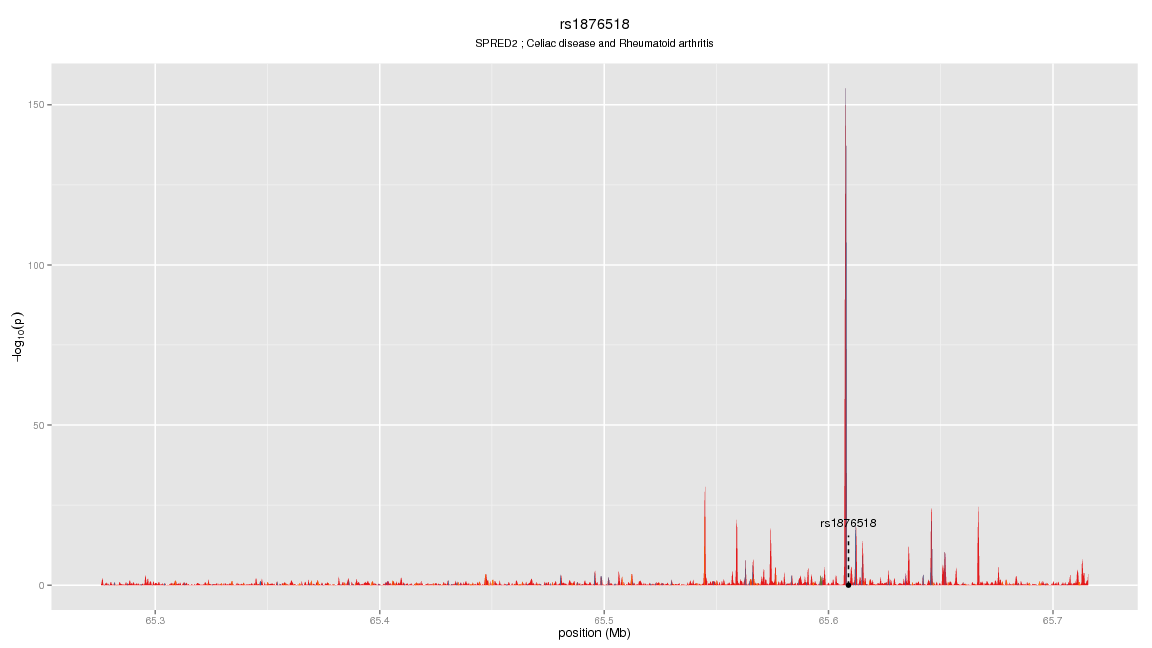 rs1876518
SPRED2 ; Celiac disease and Rheumatoid arthritis
150
100
50
0
−log10(p)
rs1876518
65.3 65.4 65.5 65.6 65.7
position (Mb)